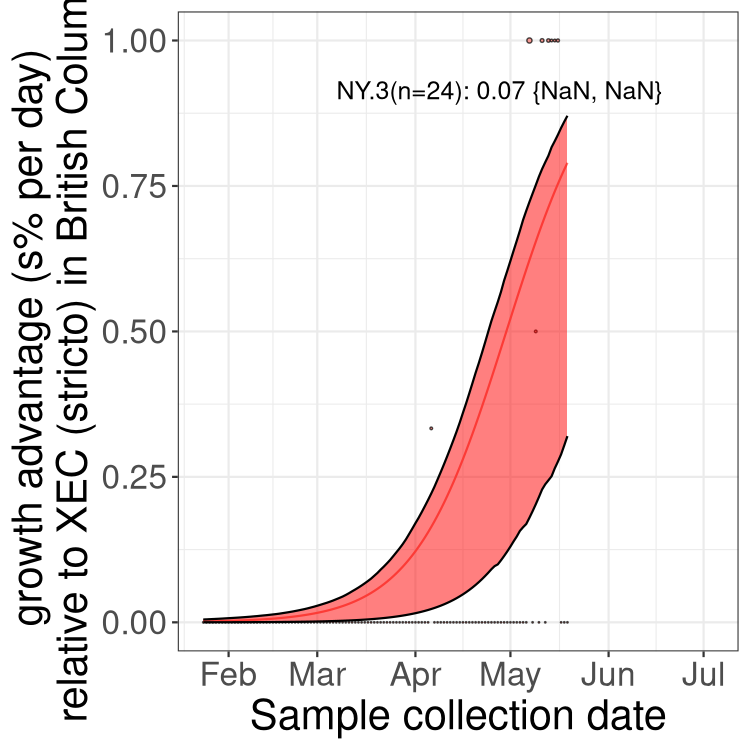 growth advantage (s% per day)
relative to XEC (stricto) in British Colum
1.00
0.75
0.50
0.25
0.00
NY.3(n=24): 0.07 {NaN, NaN}
Feb Mar Apr May Jun Jul
Sample collection date